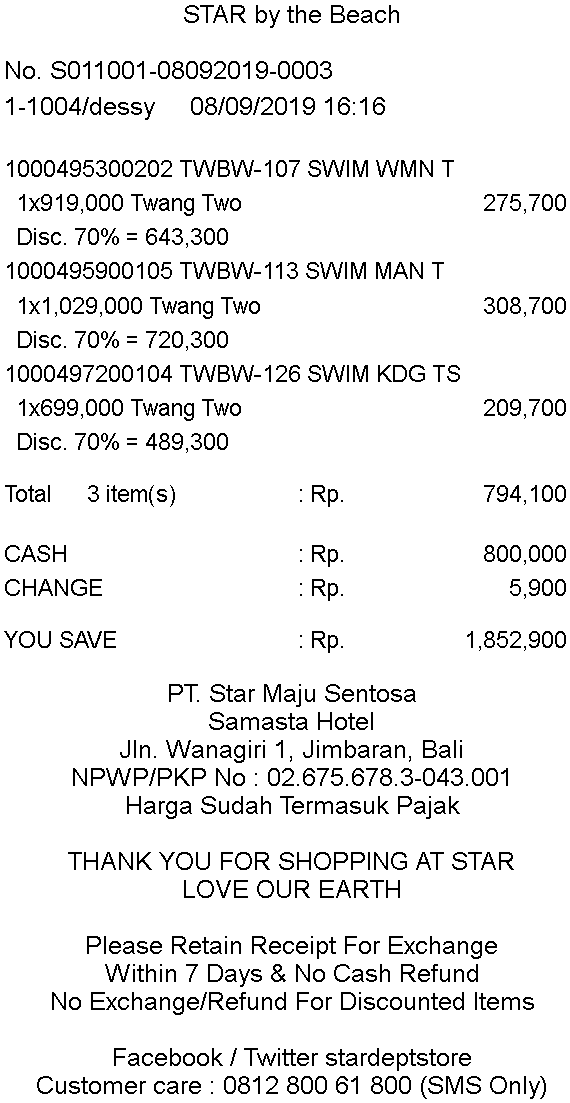 STAR by the Beach
No. S011001-08092019-0003
1-1004/dessy 08/09/2019 16:16
1000495300202 TWBW-107 SWIM WMN T
1x919,000 Twang Two 275,700
Disc. 70% = 643,300
1000495900105 TWBW-113 SWIM MAN T
1x1,029,000 Twang Two 308,700
Disc. 70% = 720,300
1000497200104 TWBW-126 SWIM KDG TS
1x699,000 Twang Two 209,700
Disc. 70% = 489,300
Total 3 item(s) : Rp. 794,100
CASH : Rp. 800,000
CHANGE : Rp. 5,900
YOU SAVE : Rp. 1,852,900
PT. Star Maju Sentosa
Samasta Hotel
Jln. Wanagiri 1, Jimbaran, Bali
NPWP/PKP No : 02.675.678.3-043.001
Harga Sudah Termasuk Pajak
THANK YOU FOR SHOPPING AT STAR
LOVE OUR EARTH
Please Retain Receipt For Exchange
Within 7 Days & No Cash Refund
No Exchange/Refund For Discounted Items
Facebook / Twitter stardeptstore
Customer care : 0812 800 61 800 (SMS Only)